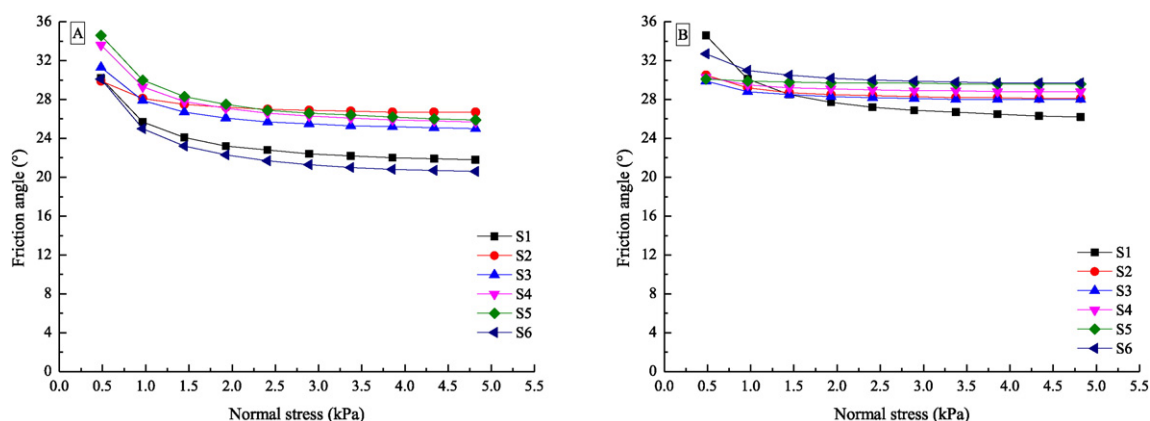 A
Friction angle (°)
36
32
28
24
20
16
12
8
4
0
0.0 0.5 1.0 1.5 2.0 2.5 3.0 3.5 4.0 4.5 5.0 5.5
Normal stress (kPa)
S1
S2
S3
S4
S5
S6
B
Friction angle (°)
36
32
28
24
20
16
12
8
4
0
0.0 0.5 1.0 1.5 2.0 2.5 3.0 3.5 4.0 4.5 5.0 5.5
Normal stress (kPa)
S1
S2
S3
S4
S5
S6